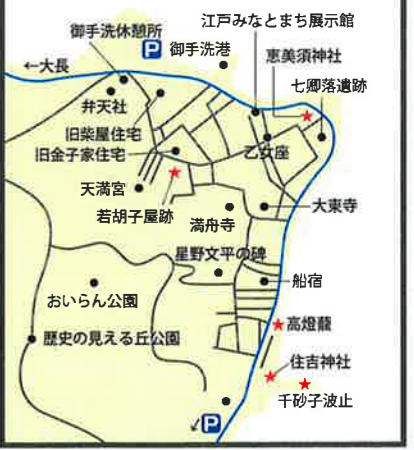 江戸みなとまち展示館
御手洗休憩所
P
御手洗港
恵美須神社
←大長
七卿落遺跡
弁天社
旧柴屋住宅
旧金子家住宅
乙女座
天満宮
若胡子屋跡
満舟寺
大東寺
星野文平の碑
船宿
おいらん公園
高燈籠
歴史の見える丘公園
住吉神社
千砂子波止
↙P